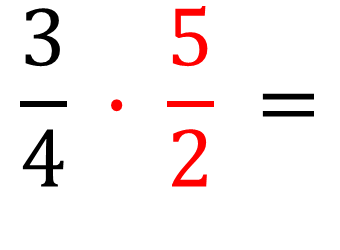 3/4 · 5/2 =